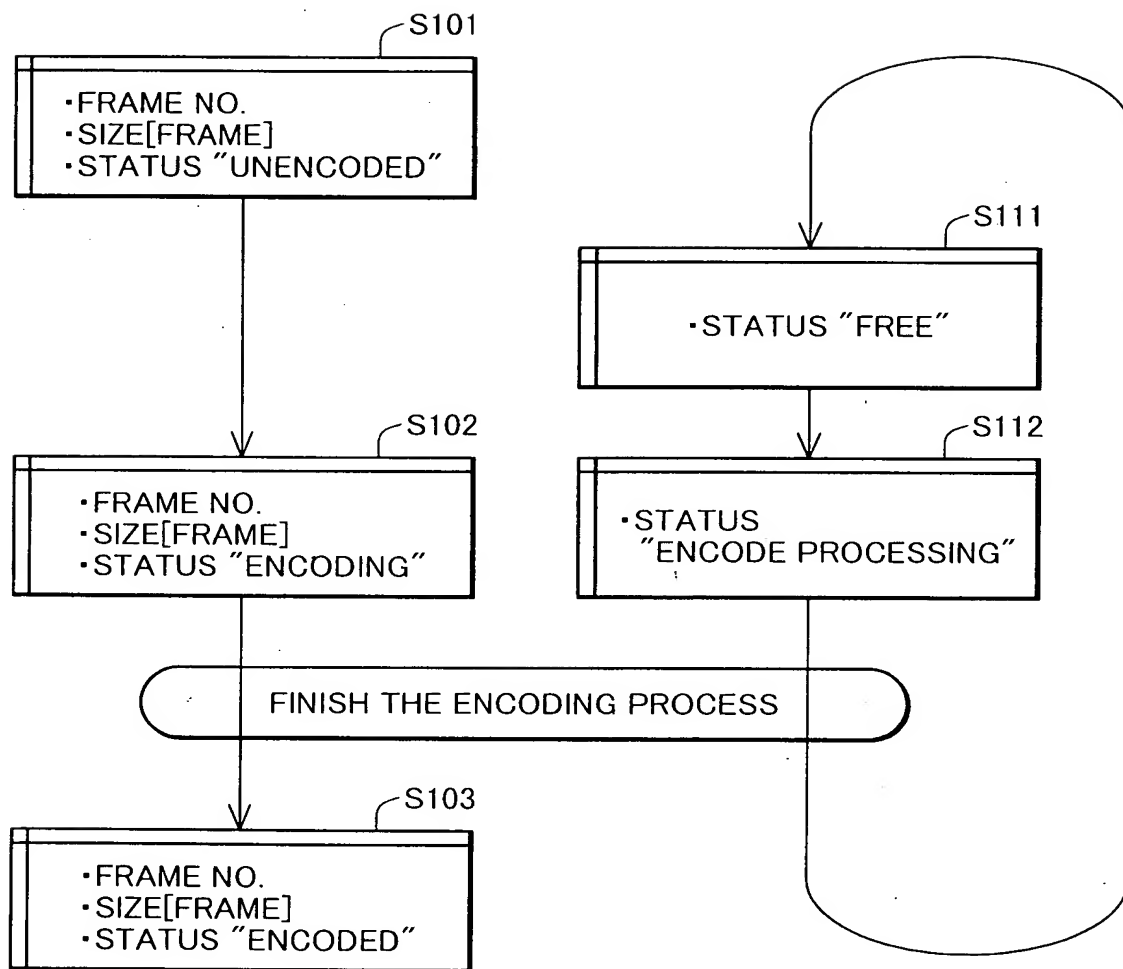 S101
·FRAME NO.
·SIZE[FRAME]
·STATUS "UNENCODED"
S111
·STATUS "FREE"
S102
·FRAME NO.
·SIZE[FRAME]
·STATUS "ENCODING"
S112
·STATUS
"ENCODE PROCESSING"
FINISH THE ENCODING PROCESS
S103
·FRAME NO.
·SIZE[FRAME]
·STATUS "ENCODED"